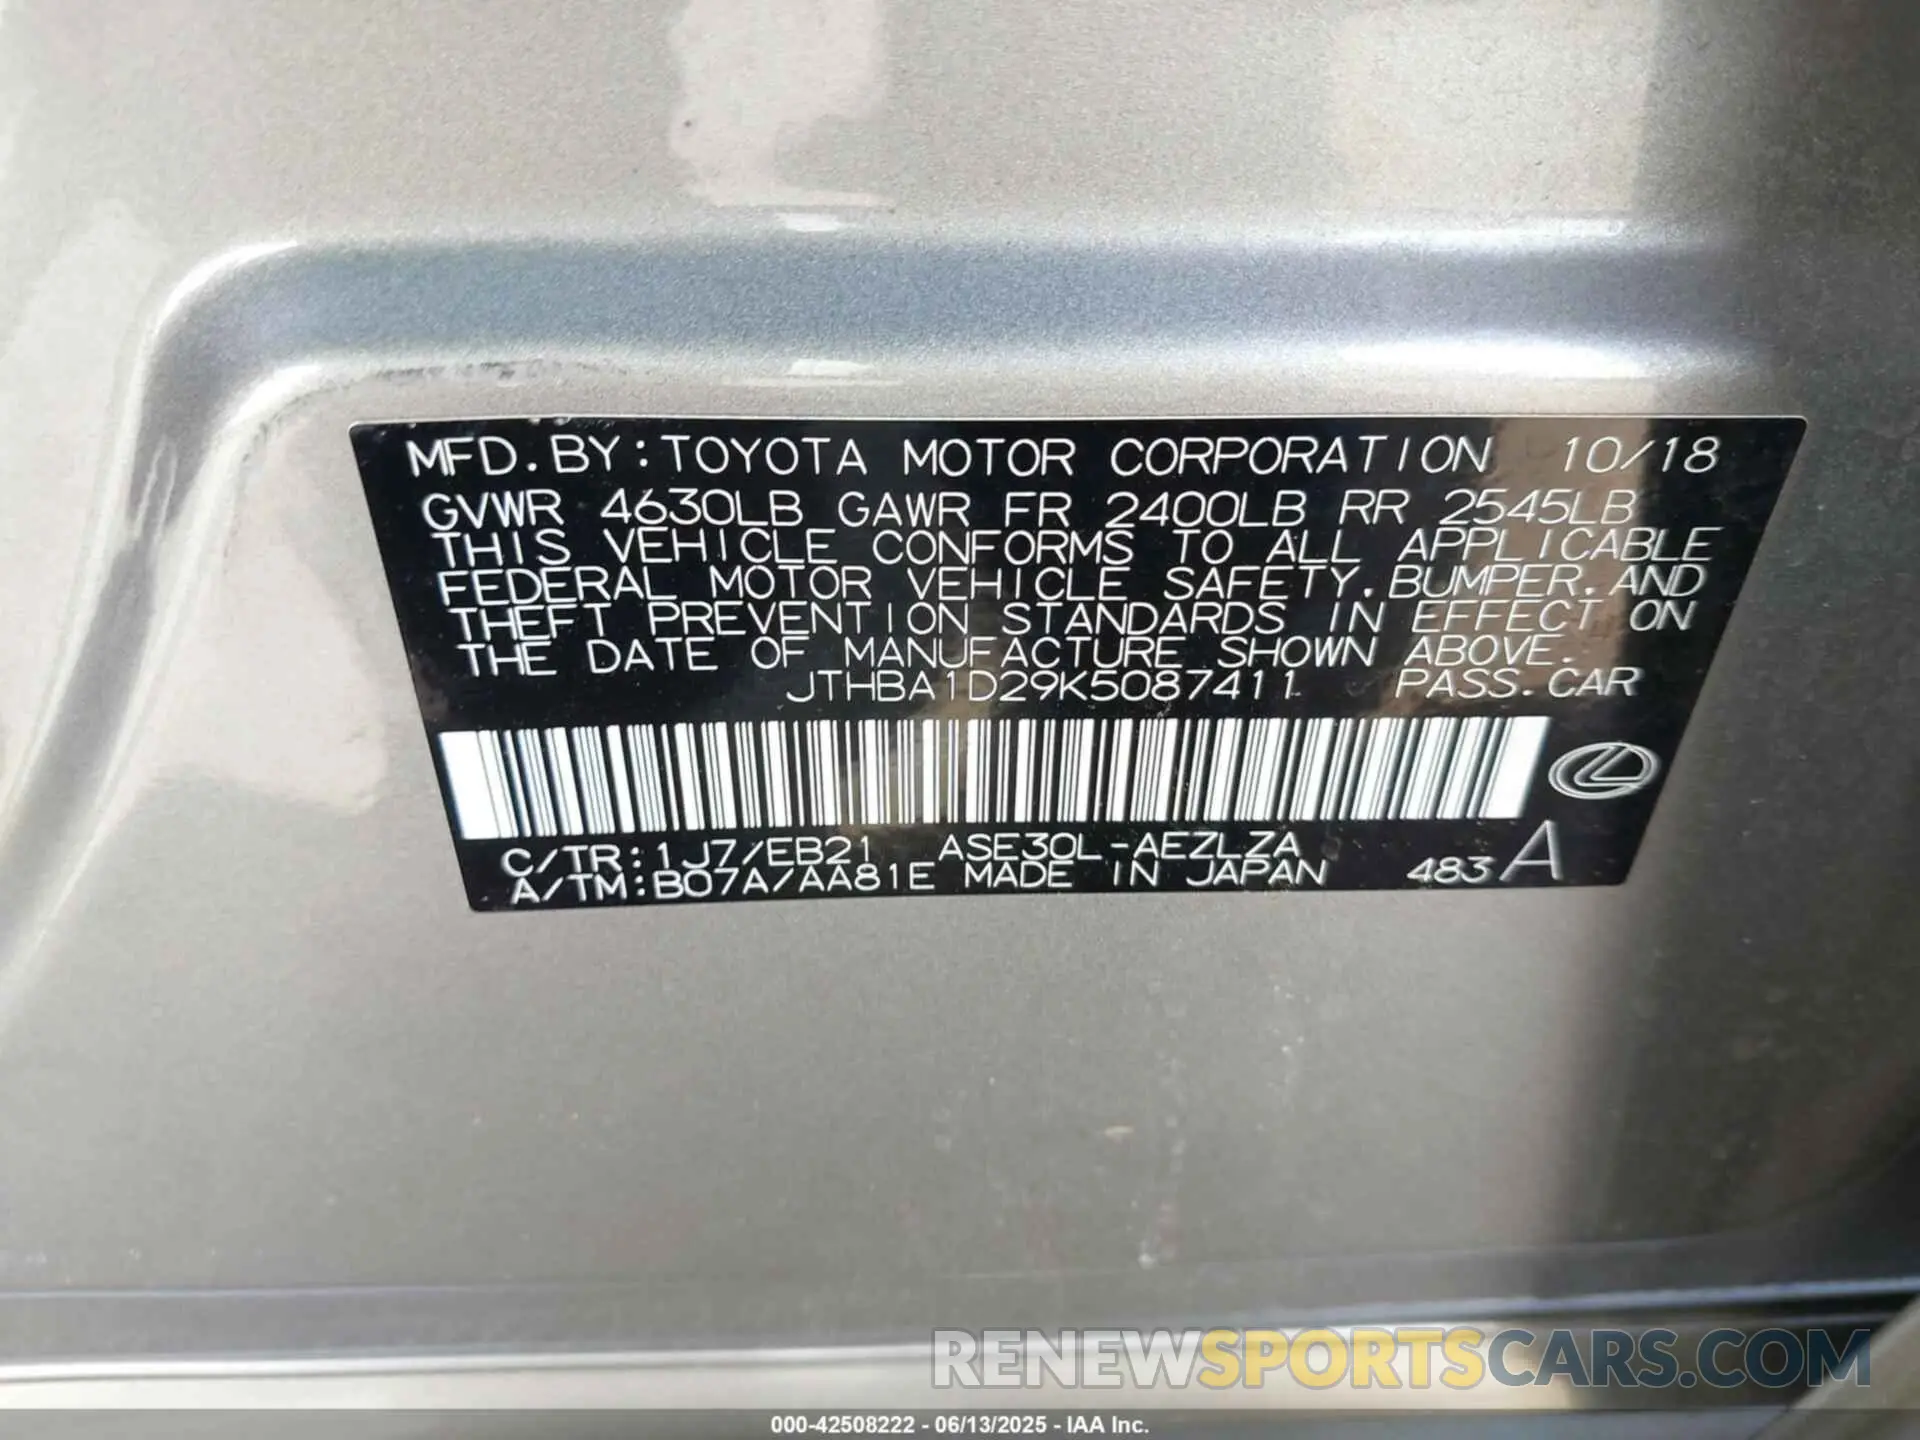 MFD. BY: TOYOTA MOTOR CORPORATION 10/18
GVWR 4630LB GAWR FR 2400LB RR 2545LB
THIS VEHICLE CONFORMS TO ALL APPLICABLE
FEDERAL MOTOR VEHICLE SAFETY, BUMPER, AND
THEFT PREVENTION STANDARDS IN EFFECT ON
THE DATE OF MANUFACTURE SHOWN ABOVE.
JTHBA1D29K5087411 PASS. CAR
C/TR: 1J7/EB21 ASE30L-AEZLZA
A/TM: B07A/AA81E MADE IN JAPAN 483 A
RENEWSPORTSCARS.COM
000-42508222 - 06/13/2025 - IAA Inc.